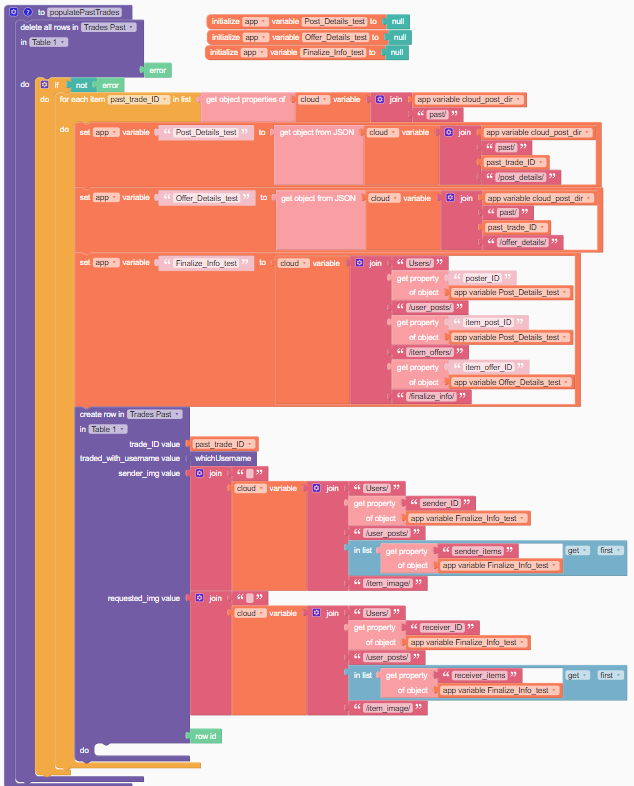 to populatePastTrades
initialize app variable Post_Details_test to null
initialize app variable Offer_Details_test to null
initialize app variable Finalize_Info_test to null
delete all rows in Trades Past
in Table 1
error
do if not error
do for each item past_trade_ID in list get object properties of cloud variable join app variable cloud_post_dir
“ past/ ”
do set app variable “ Post_Details_test ” to get object from JSON cloud variable join app variable cloud_post_dir
“ past/ ”
past_trade_ID
“ /post_details/ ”
set app variable “ Offer_Details_test ” to get object from JSON cloud variable join app variable cloud_post_dir
“ past/ ”
past_trade_ID
“ /offer_details/ ”
set app variable “ Finalize_Info_test ” to cloud variable join “ Users/ ”
get property “ poster_ID ”
of object app variable Post_Details_test
“ /user_posts/ ”
get property “ item_post_ID ”
of object app variable Post_Details_test
“ /item_offers/ ”
get property “ item_offer_ID ”
of object app variable Offer_Details_test
“ /finalize_info/ ”
create row in Trades Past
in Table 1
trade_ID value past_trade_ID
traded_with_username value whichUsername
sender_img value join “ ”
cloud variable join “ Users/ ”
get property “ sender_ID ”
of object app variable Finalize_Info_test
“ /user_posts/ ”
in list get property “ sender_items ” get first
of object app variable Finalize_Info_test
“ /item_image/ ”
requested_img value join “ ”
cloud variable join “ Users/ ”
get property “ receiver_ID ”
of object app variable Finalize_Info_test
“ /user_posts/ ”
in list get property “ receiver_items ” get first
of object app variable Finalize_Info_test
“ /item_image/ ”
row id
do